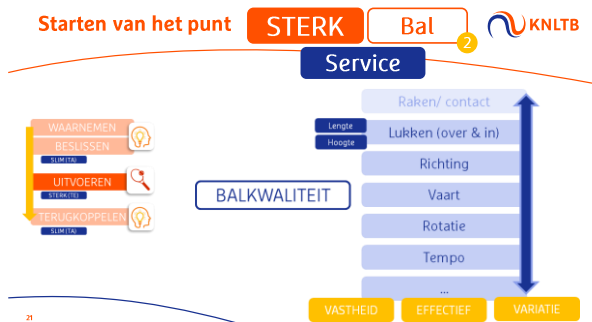 Starten van het punt
STERK
Bal
2
KNLTB
Service
WAARNEMEN
BESLISSEN
SLIM(TA)
UITVOEREN
STERK(TE)
TERUGKOPPELEN
SLIM(TA)
BALKWALITEIT
Raken/ contact
Lengte
Hoogte
Lukken (over & in)
Richting
Vaart
Rotatie
Tempo
...
VASTHEID
EFFECTIEF
VARIATIE
21